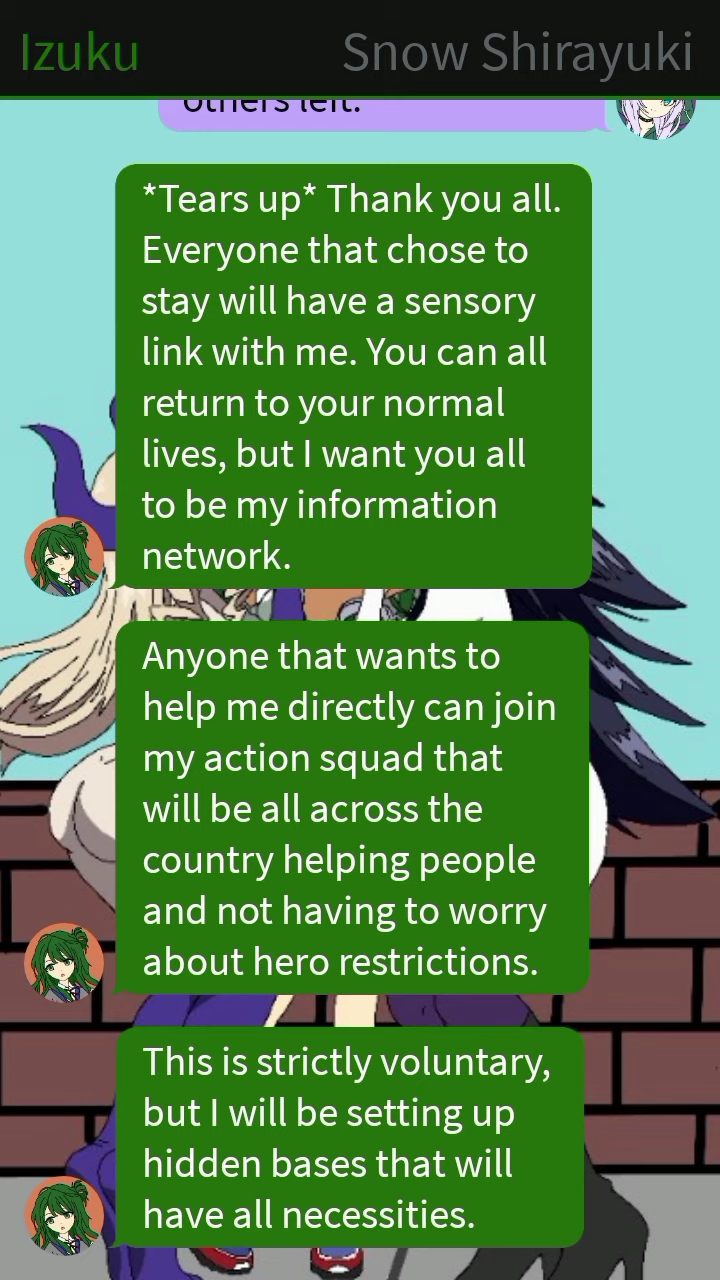 Izuku
Snow Shirayuki
others left.
*Tears up* Thank you all.
Everyone that chose to
stay will have a sensory
link with me. You can all
return to your normal
lives, but I want you all
to be my information
network.
Anyone that wants to
help me directly can join
my action squad that
will be all across the
country helping people
and not having to worry
about hero restrictions.
This is strictly voluntary,
but I will be setting up
hidden bases that will
have all necessities.